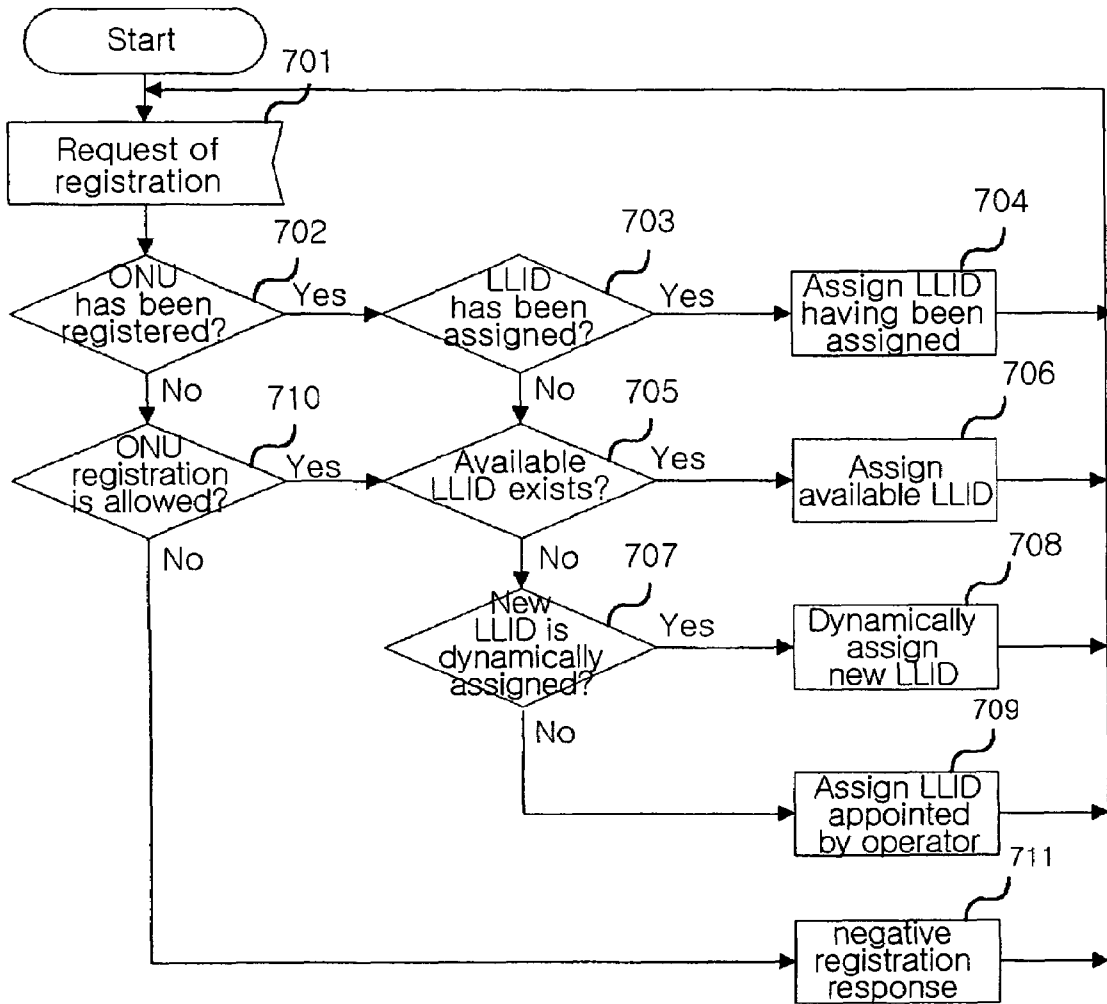 Start
701
Request of
registration
702
ONU
has been
registered?
Yes
703
LLID
has been
assigned?
Yes
704
Assign LLID
having been
assigned
No
No
710
ONU
registration
is allowed?
Yes
705
Available
LLID exists?
Yes
706
Assign
available LLID
No
No
707
New
LLID is
dynamically
assigned?
Yes
708
Dynamically
assign
new LLID
No
709
Assign LLID
appointed
by operator
711
negative
registration
response